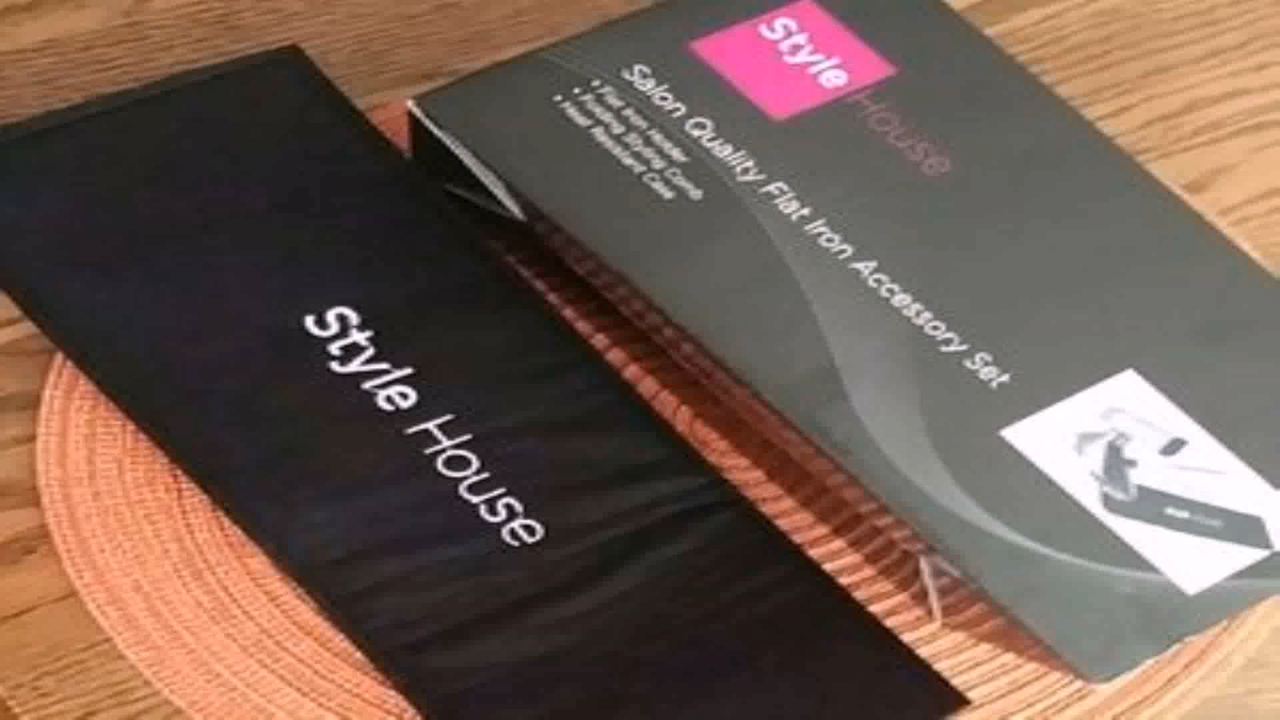 Style House
Salon Quality Flat Iron Accessory Set
• Flat Iron Holder
• Folding Styling Comb
• Heat Resistant Case
Style House